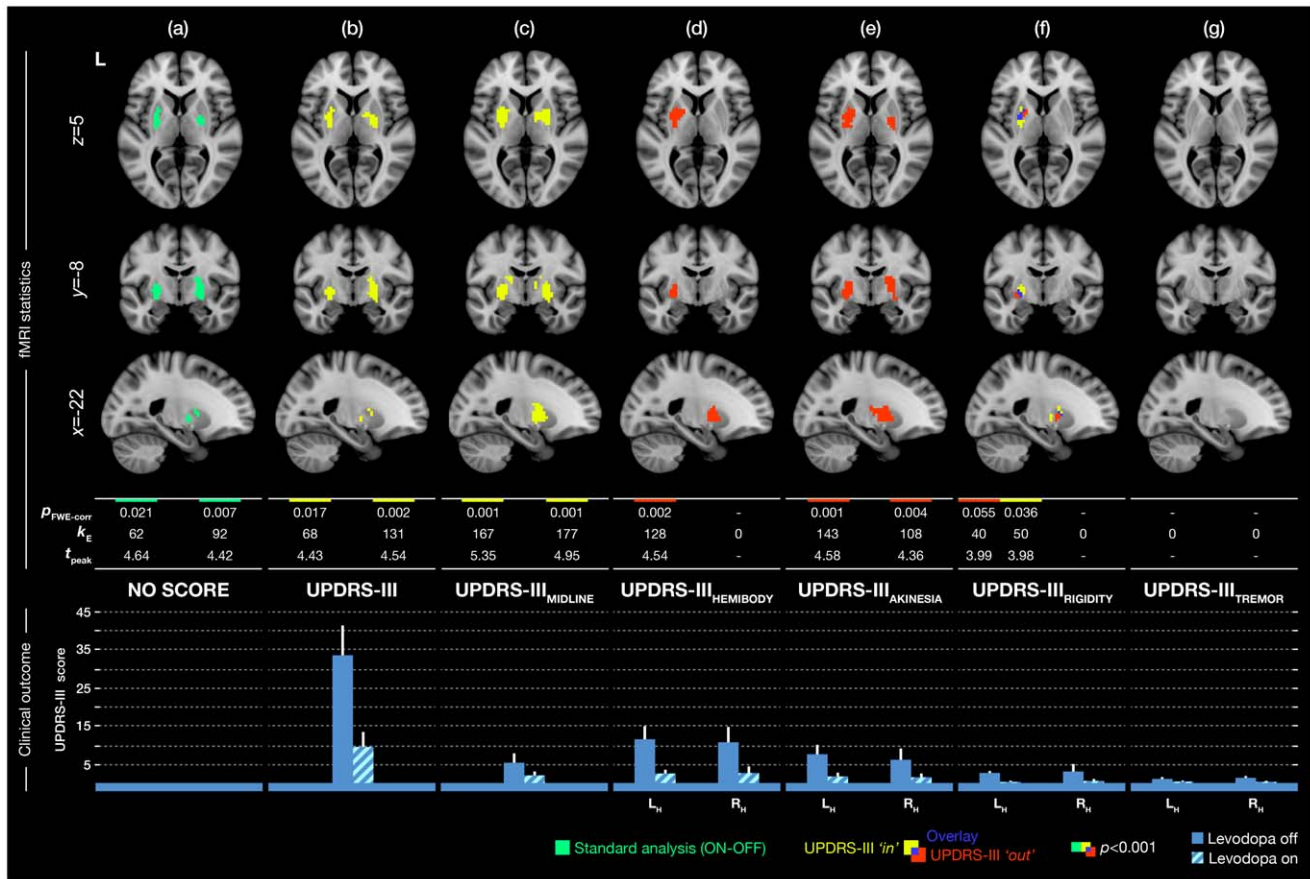 (a) (b) (c) (d) (e) (f) (g)
L
fMRI statistics
z=5
y=-8
x=-22
pFWE-corr 0.021 0.007 0.017 0.002 0.001 0.001 0.002 - 0.001 0.004 0.055 0.036 - - -
kE 62 92 68 131 167 177 128 0 143 108 40 50 0 0 0
tpeak 4.64 4.42 4.43 4.54 5.35 4.95 4.54 - 4.58 4.36 3.99 3.98 - - -
NO SCORE UPDRS-III UPDRS-IIIMIDLINE UPDRS-IIIHEMIBODY UPDRS-IIIAKINESIA UPDRS-IIIRIGIDITY UPDRS-IIITREMOR
Clinical outcome
UPDRS-III score
45
35
25
15
5
LH RH LH RH LH RH LH RH
Standard analysis (ON-OFF)
UPDRS-III 'in'
Overlay
UPDRS-III 'out'
p<0.001
Levodopa off
Levodopa on